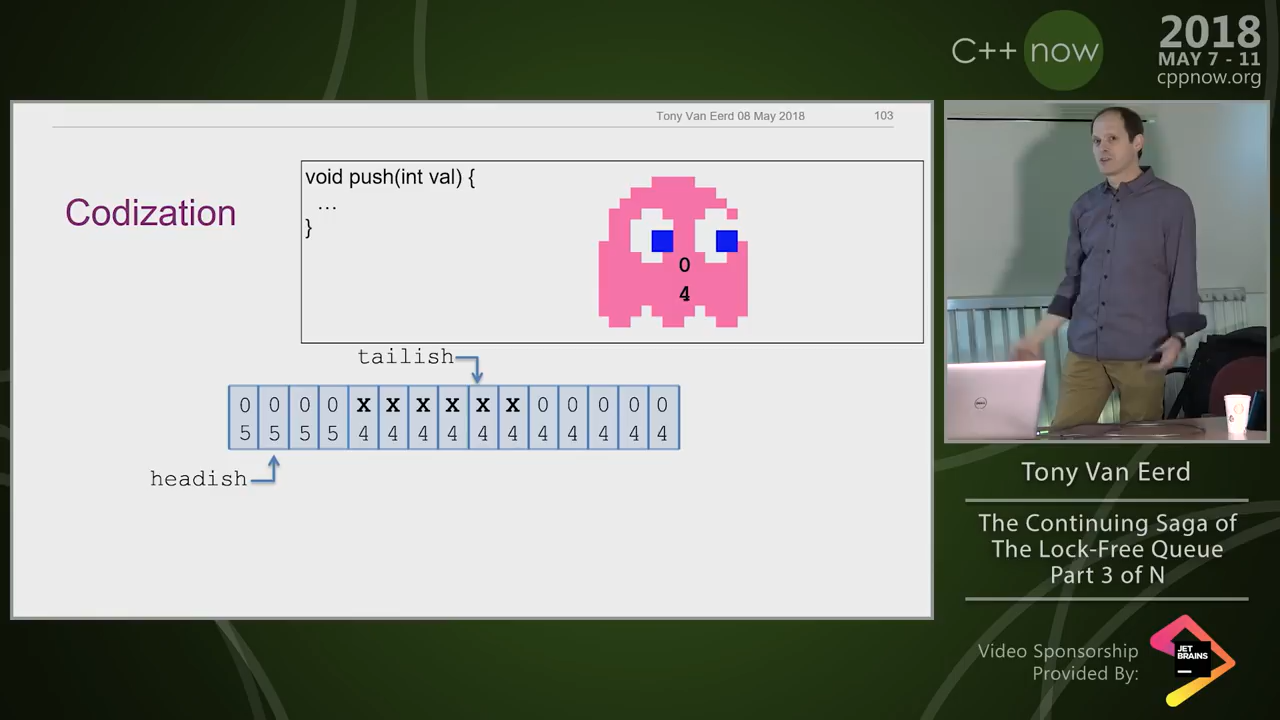 C++ now
2018
MAY 7 - 11
cppnow.org
Tony Van Eerd 08 May 2018
103
Codization
void push(int val) {
…
}
0
4
tailish
0 0 0 0 x x x x x x 0 0 0 0 0
5 5 5 5 4 4 4 4 4 4 4 4 4 4 4
headish
Tony Van Eerd
The Continuing Saga of
The Lock-Free Queue
Part 3 of N
Video Sponsorship
Provided By:
JET
BRAINS